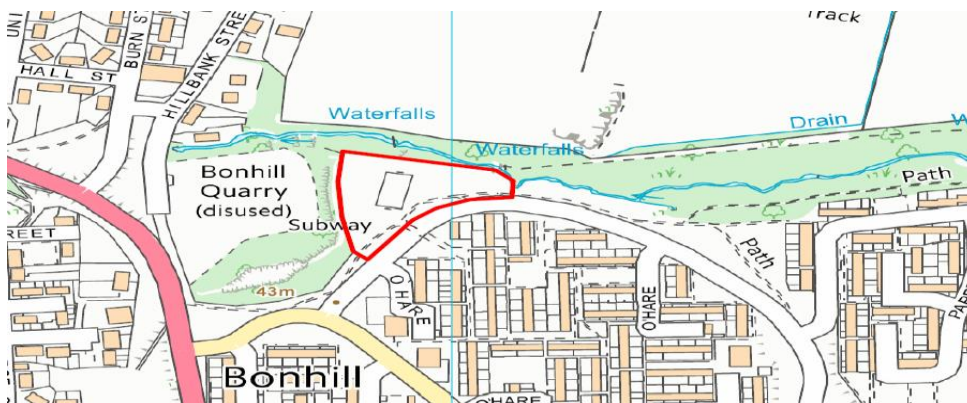 Track
HALL ST
BURN ST
HILLBANK STREET
Waterfalls
Waterfalls
Drain
Bonhill
Quarry
(disused)
Path
Subway
Path
43m
O'HARE
O'HARE
Bonhill
O'HARE